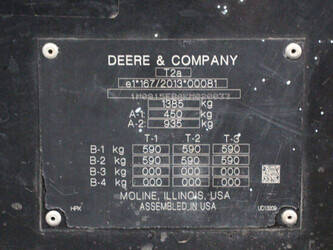 DEERE & COMPANY
T2a
e1*167/2013*00081
1385 kg
A-1: 450 kg
A-2: 935 kg
T-1 T-2 T-3
B-1 kg 590 590 590
B-2 kg 590 590 590
B-3 kg 000 000 000
B-4 kg 000 000 000
MOLINE, ILLINOIS, USA
ASSEMBLED IN USA
HPX